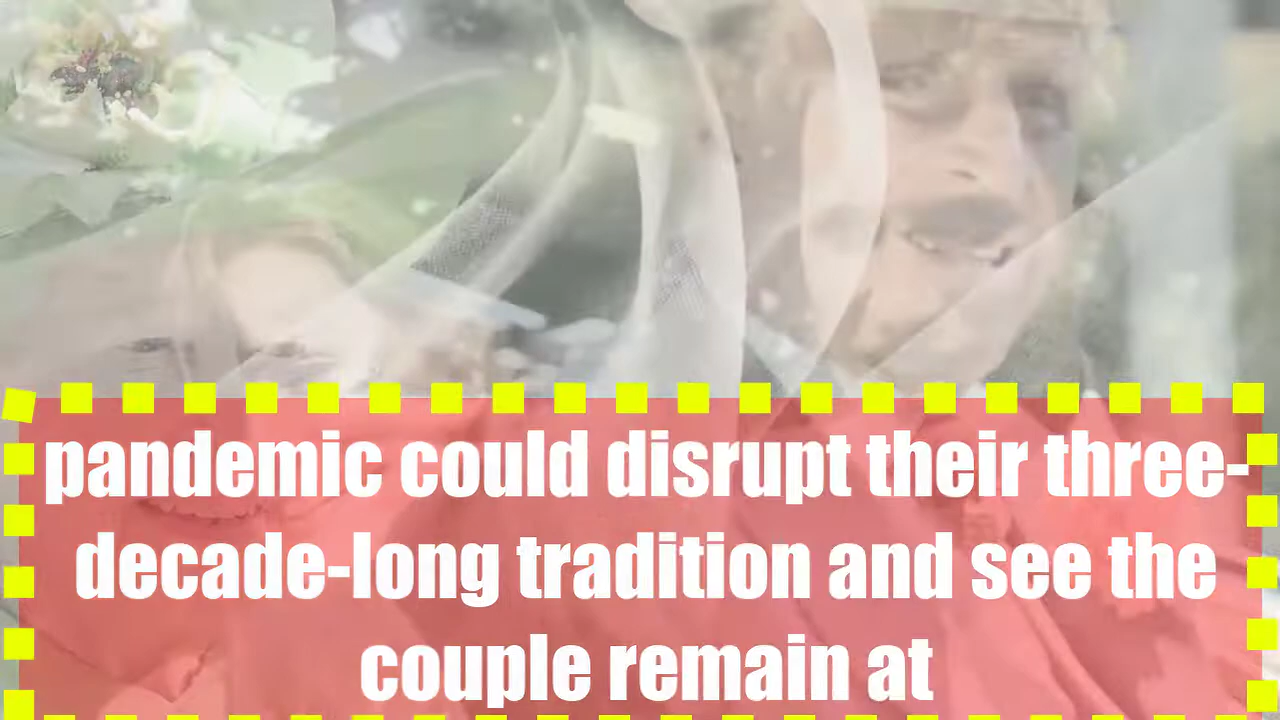 pandemic could disrupt their three-
decade-long tradition and see the
couple remain at